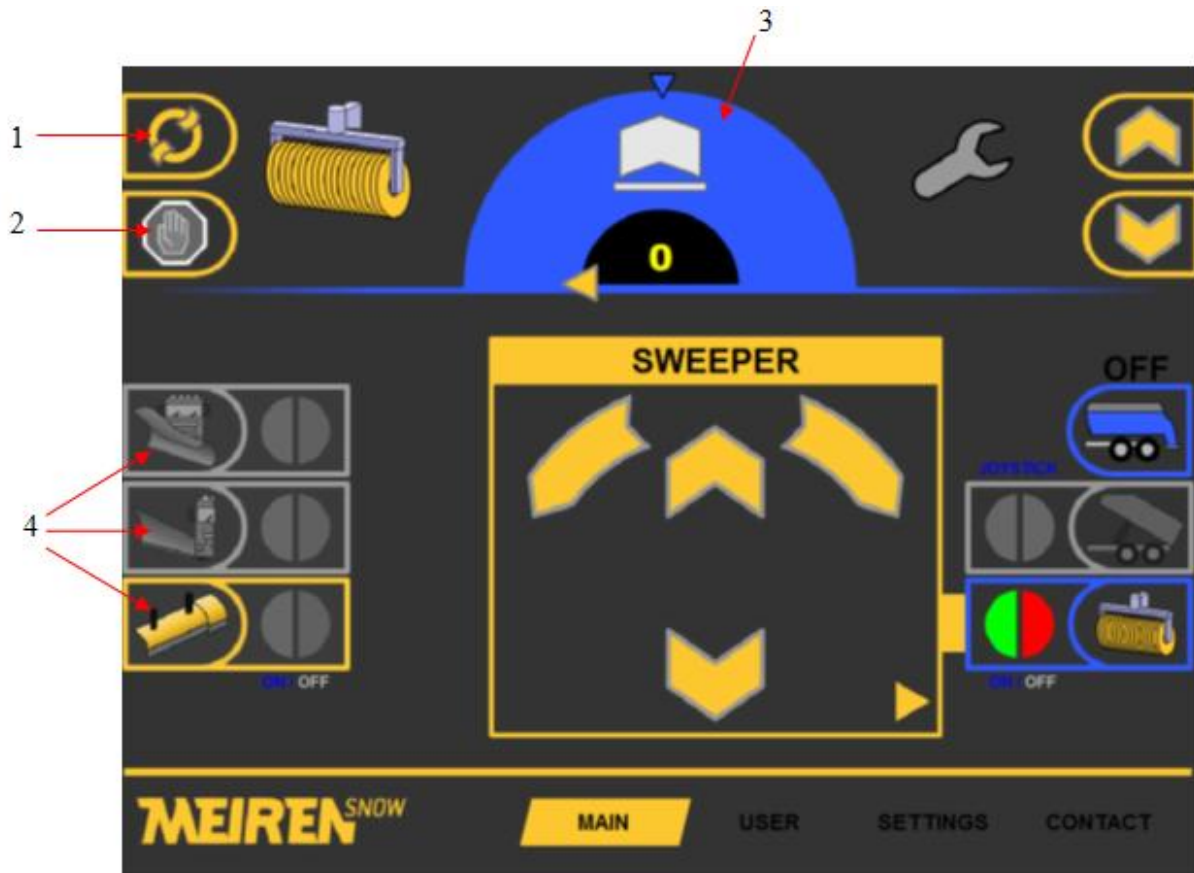 3
1
2
0
SWEEPER
OFF
JOYSTICK
4
ON / OFF
ON / OFF
MEIREN SNOW
MAIN USER SETTINGS CONTACT